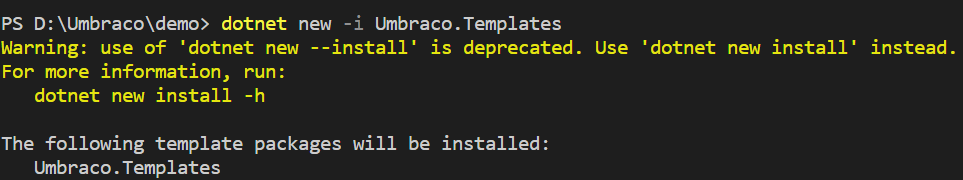 PS D:\Umbraco\demo> dotnet new -i Umbraco.Templates
Warning: use of 'dotnet new --install' is deprecated. Use 'dotnet new install' instead.
For more information, run:
   dotnet new install -h

The following template packages will be installed:
   Umbraco.Templates